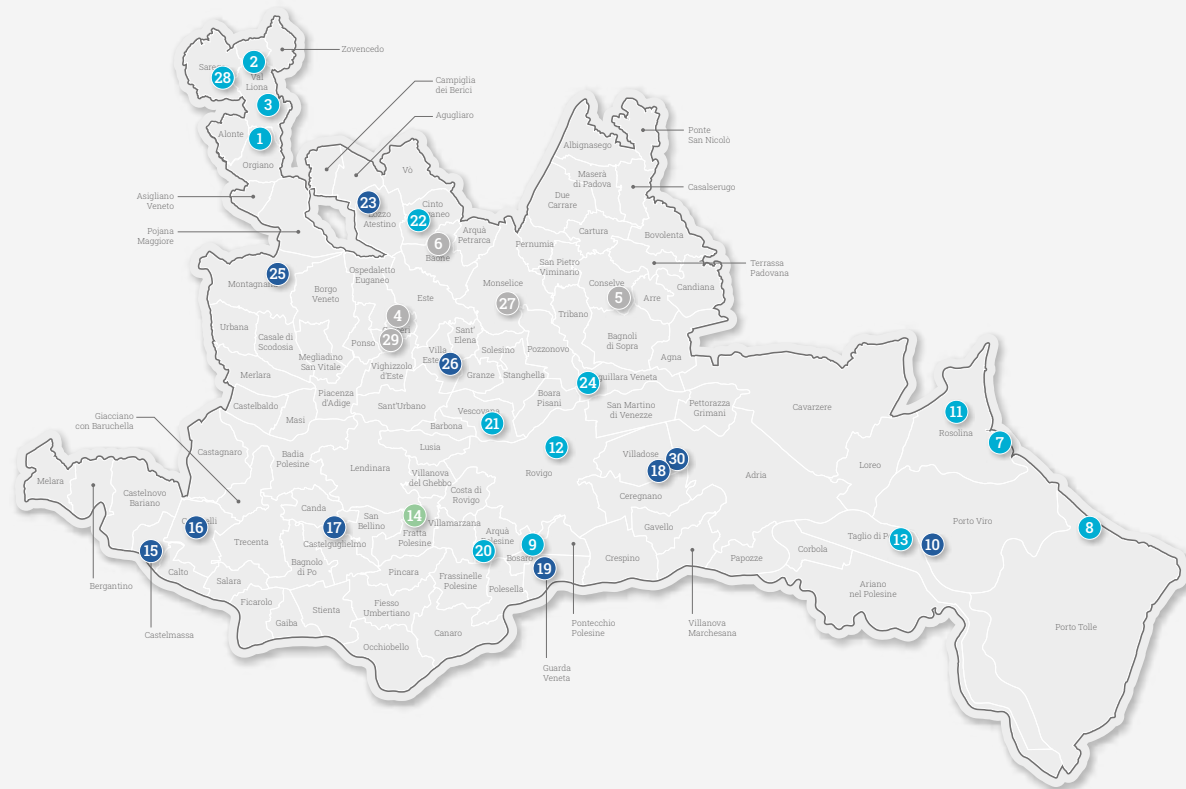 Zovencedo
2
Sarego
28
Val
Liona
Campiglia
dei Berici
3
Agugliaro
Alonte
1
Ponte
San Nicolò
Albignasego
Orgiano
Vò
Maserà
di Padova
Casalserugo
Asigliano
Veneto
23
Lozzo
Atestino
Cinto
22
Due
Carrare
Pojana
Maggiore
6
Baone
Arquà
Petrarca
Cartura
Bovolenta
Pernumia
Terrassa
Padovana
25
Montagnana
Ospedaletto
Euganeo
San Pietro
Viminario
Monselice
27
Conselve
5
Arre
Candiana
Borgo
Veneto
Este
4
Tribano
Urbana
Casale di
Scodosia
Ponso
29
Sant'
Elena
Bagnoli
di Sopra
Megliadino
San Vitale
Villa
Este
26
Solesino
Pozzonovo
Agna
Merlara
Vighizzolo
d'Este
Granze
Stanghella
24
Anguillara Veneta
Piacenza
d'Adige
Boara
Pisani
Castelbaldo
Masi
Sant'Urbano
Vescovana
21
San Martino
di Venezze
Pettorazza
Grimani
Cavarzere
11
Rosolina
7
Giacciano
con Baruchella
Barbona
Castagnaro
Lusia
12
Rovigo
Villadose
18
30
Badia
Polesine
Lendinara
Villanova
del Ghebbo
Adria
Loreo
Melara
Castelnovo
Bariano
Costa di
Rovigo
Ceregnano
Canda
San
Bellino
14
Fratta
Polesine
Villamarzana
Gavello
Porto Viro
8
16
17
Castelguglielmo
Arquà
Polesine
20
9
Bosaro
Taglio di Po
13
10
15
Trecenta
Corbola
Calto
Bagnolo
di Po
Pincara
19
Crespino
Papozze
Salara
Frassinelle
Polesine
Polesella
Ariano
nel Polesine
Bergantino
Ficarolo
Stienta
Fiesso
Umbertiano
Gaiba
Canaro
Pontecchio
Polesine
Villanova
Marchesana
Porto Tolle
Castelmassa
Occhiobello
Guarda
Veneta